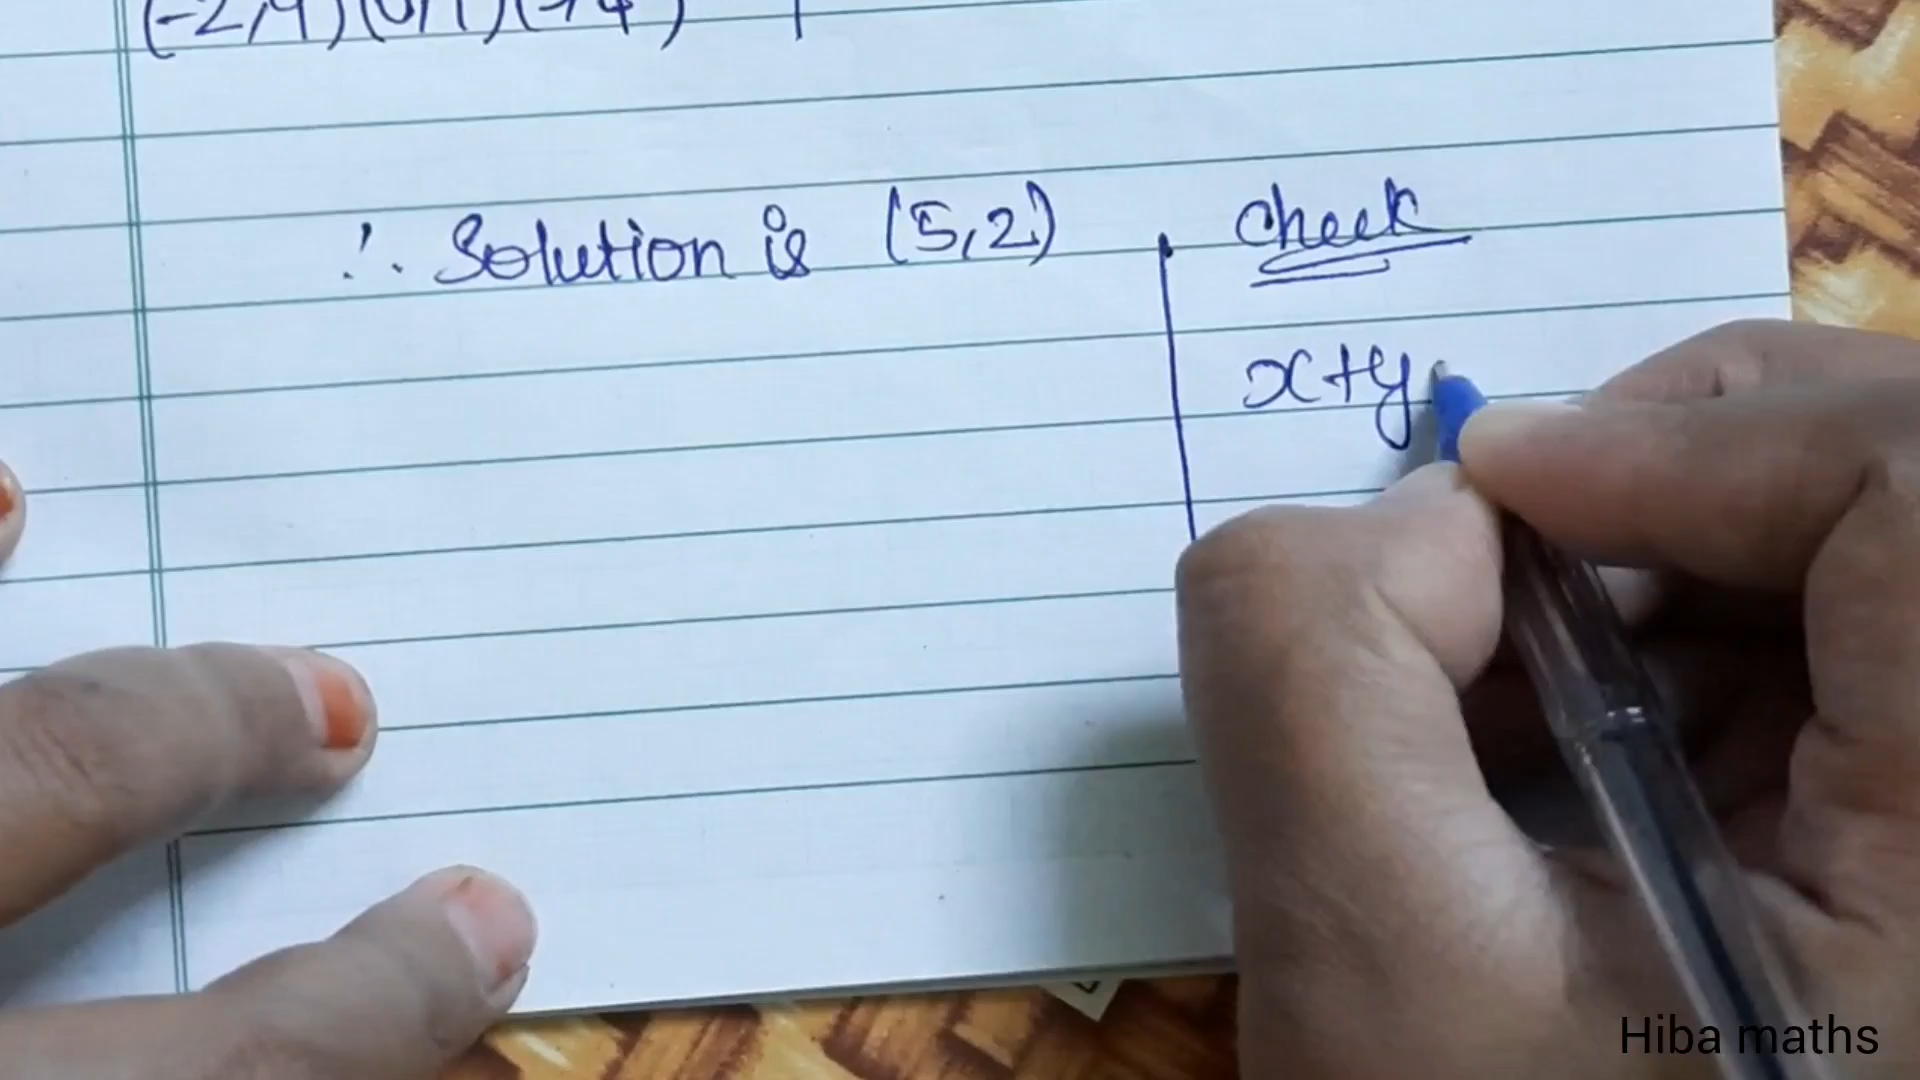 ∴ Solution is (5,2)
Check
x+y
Hiba maths